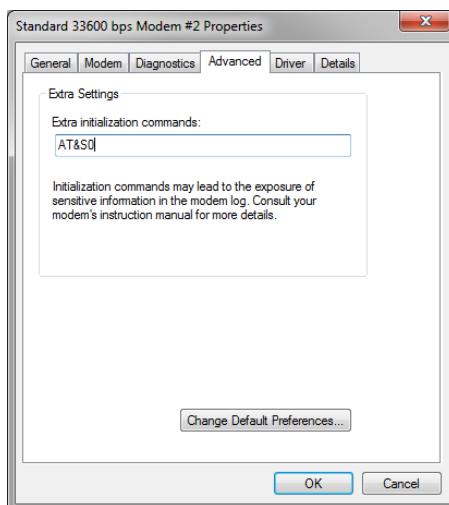 Standard 33600 bps Modem #2 Properties
General Modem Diagnostics Advanced Driver Details
Extra Settings
Extra initialization commands:
AT&S0
Initialization commands may lead to the exposure of
sensitive information in the modem log. Consult your
modem's instruction manual for more details.
Change Default Preferences...
OK Cancel